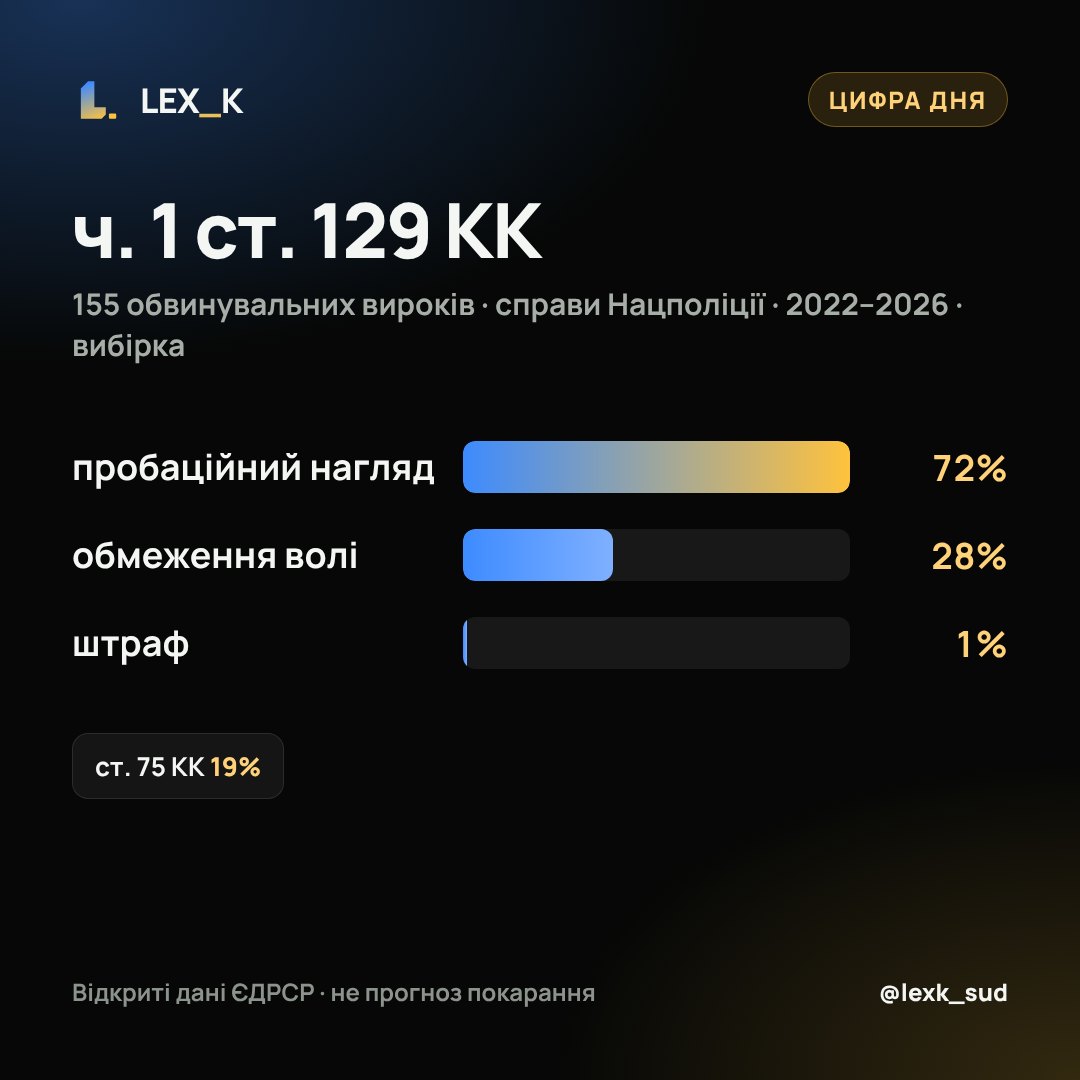 LEX_K
ЦИФРА ДНЯ
ч. 1 ст. 129 КК
155 обвинувальних вироків · справи Нацполіції · 2022–2026 ·
вибірка
пробаційний нагляд 72%
обмеження волі 28%
штраф 1%
ст. 75 КК 19%
Відкриті дані ЄДРСР · не прогноз покарання
@lexk_sud